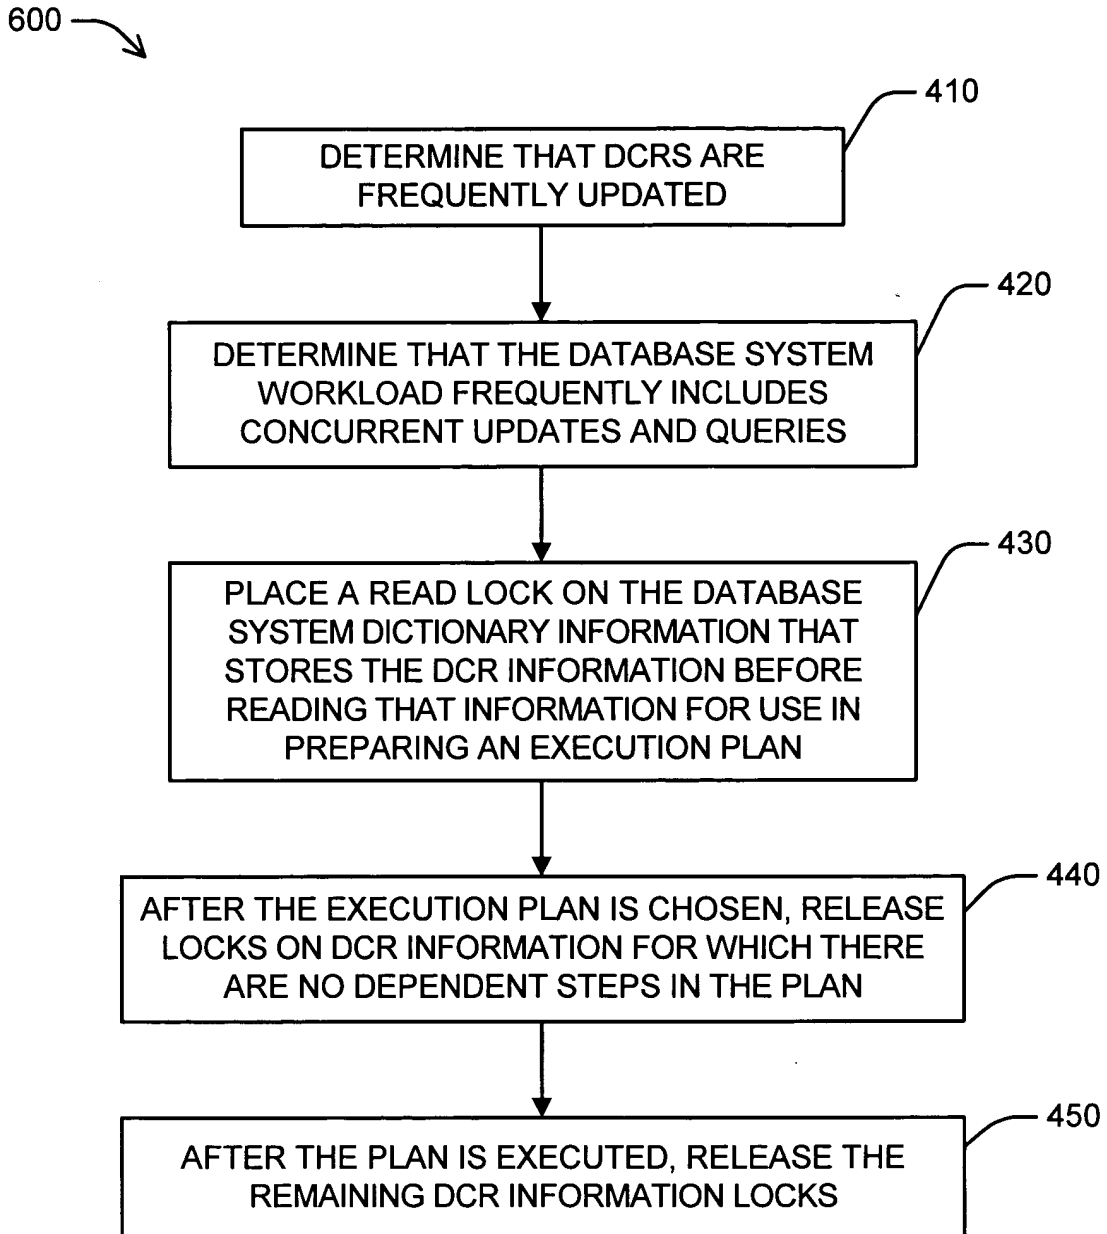 600
410
DETERMINE THAT DCRS ARE
FREQUENTLY UPDATED
420
DETERMINE THAT THE DATABASE SYSTEM
WORKLOAD FREQUENTLY INCLUDES
CONCURRENT UPDATES AND QUERIES
430
PLACE A READ LOCK ON THE DATABASE
SYSTEM DICTIONARY INFORMATION THAT
STORES THE DCR INFORMATION BEFORE
READING THAT INFORMATION FOR USE IN
PREPARING AN EXECUTION PLAN
440
AFTER THE EXECUTION PLAN IS CHOSEN, RELEASE
LOCKS ON DCR INFORMATION FOR WHICH THERE
ARE NO DEPENDENT STEPS IN THE PLAN
450
AFTER THE PLAN IS EXECUTED, RELEASE THE
REMAINING DCR INFORMATION LOCKS